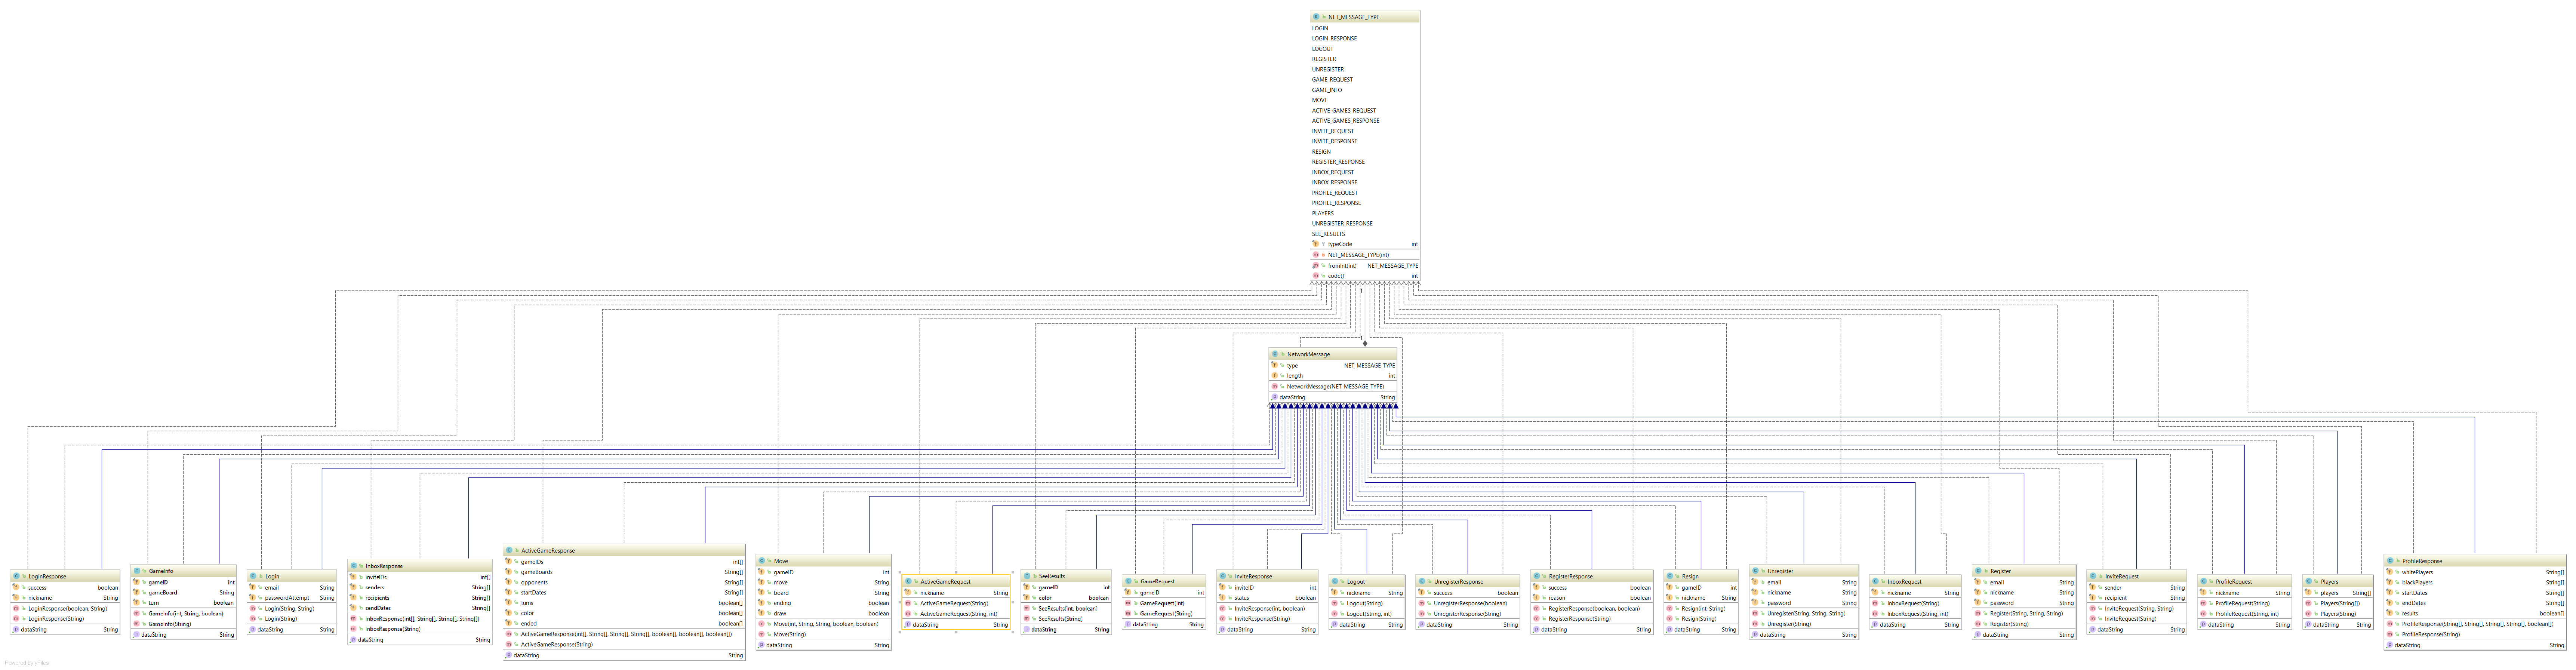 NET_MESSAGE_TYPE
LOGIN
LOGIN_RESPONSE
LOGOUT
REGISTER
UNREGISTER
GAME_REQUEST
GAME_INFO
MOVE
ACTIVE_GAMES_REQUEST
ACTIVE_GAMES_RESPONSE
INVITE_REQUEST
INVITE_RESPONSE
RESIGN
REGISTER_RESPONSE
INBOX_REQUEST
INBOX_RESPONSE
PROFILE_REQUEST
PROFILE_RESPONSE
PLAYERS
UNREGISTER_RESPONSE
SEE_RESULTS
typeCode int
NET_MESSAGE_TYPE(int)
fromInt(int) NET_MESSAGE_TYPE
code() int
1
1
NetworkMessage
type NET_MESSAGE_TYPE
length int
NetworkMessage(NET_MESSAGE_TYPE)
dataString String
LoginResponse
success boolean
nickname String
LoginResponse(boolean, String)
LoginResponse(String)
dataString String
GameInfo
gameID int
gameBoard String
turn boolean
GameInfo(int, String, boolean)
GameInfo(String)
dataString String
Login
email String
passwordAttempt String
Login(String, String)
Login(String)
dataString String
InboxResponse
inviteIDs int[]
senders String[]
recipients String[]
sendDates String[]
InboxResponse(int[], String[], String[], String[])
InboxResponse(String)
dataString String
ActiveGameResponse
gameIDs int[]
gameBoards String[]
opponents String[]
startDates String[]
turns boolean[]
color boolean[]
ended boolean[]
ActiveGameResponse(int[], String[], String[], String[], boolean[], boolean[], boolean[])
ActiveGameResponse(String)
dataString String
Move
gameID int
move String
board String
ending boolean
draw boolean
Move(int, String, String, boolean, boolean)
Move(String)
dataString String
ActiveGameRequest
nickname String
ActiveGameRequest(String)
ActiveGameRequest(String, int)
dataString String
SeeResults
gameID int
color boolean
SeeResults(int, boolean)
SeeResults(String)
dataString String
GameRequest
gameID int
GameRequest(int)
GameRequest(String)
dataString String
InviteResponse
inviteID int
status boolean
InviteResponse(int, boolean)
InviteResponse(String)
dataString String
Logout
nickname String
Logout(String)
Logout(String, int)
dataString String
UnregisterResponse
success boolean
UnregisterResponse(boolean)
UnregisterResponse(String)
dataString String
RegisterResponse
success boolean
reason boolean
RegisterResponse(boolean, boolean)
RegisterResponse(String)
dataString String
Resign
gameID int
nickname String
Resign(int, String)
Resign(String)
dataString String
Unregister
email String
nickname String
password String
Unregister(String, String, String)
Unregister(String)
dataString String
InboxRequest
nickname String
InboxRequest(String)
InboxRequest(String, int)
dataString String
Register
email String
nickname String
password String
Register(String, String, String)
Register(String)
dataString String
InviteRequest
sender String
recipient String
InviteRequest(String, String)
InviteRequest(String)
dataString String
ProfileRequest
nickname String
ProfileRequest(String)
ProfileRequest(String, int)
dataString String
Players
players String[]
Players(String[])
Players(String)
dataString String
ProfileResponse
whitePlayers String[]
blackPlayers String[]
startDates String[]
endDates String[]
results boolean[]
ProfileResponse(String[], String[], String[], String[], boolean[])
ProfileResponse(String)
dataString String
Powered by yFiles